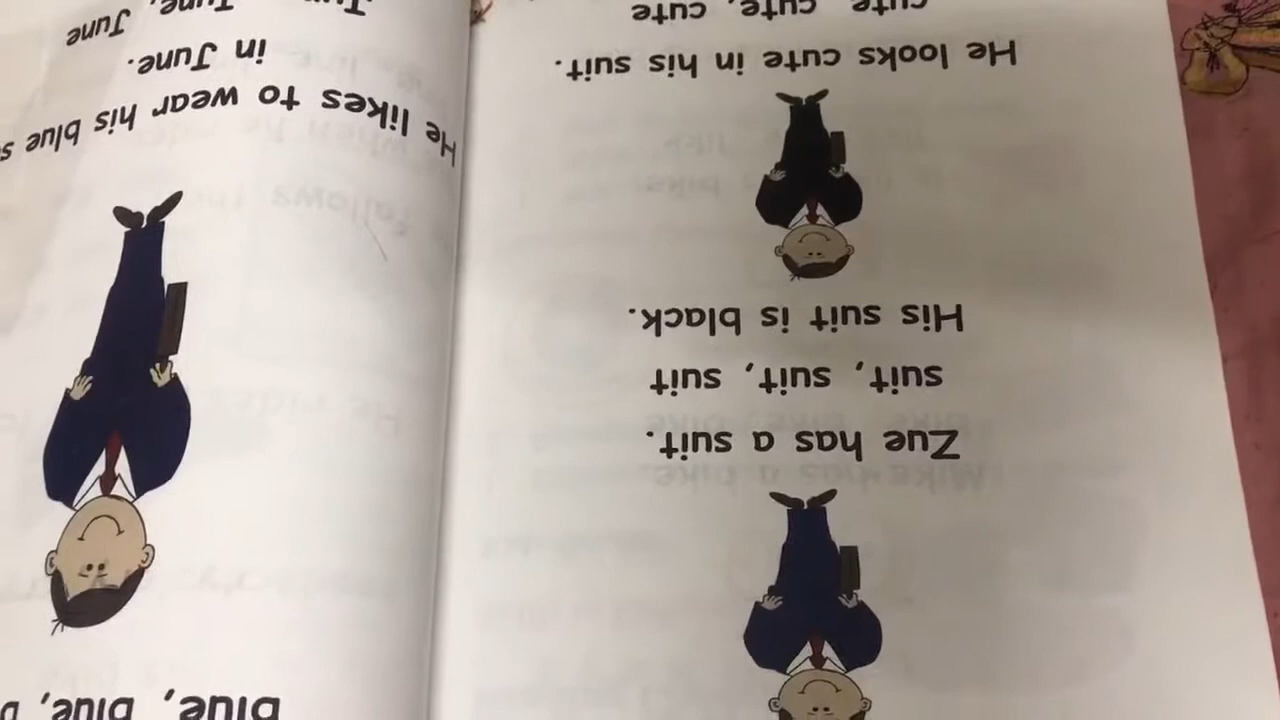 Zue has a suit.
suit, suit, suit
His suit is black.
He looks cute in his suit.
cute, cute, cute
blue, blue,
He likes to wear his blue
in June.
June, June, June